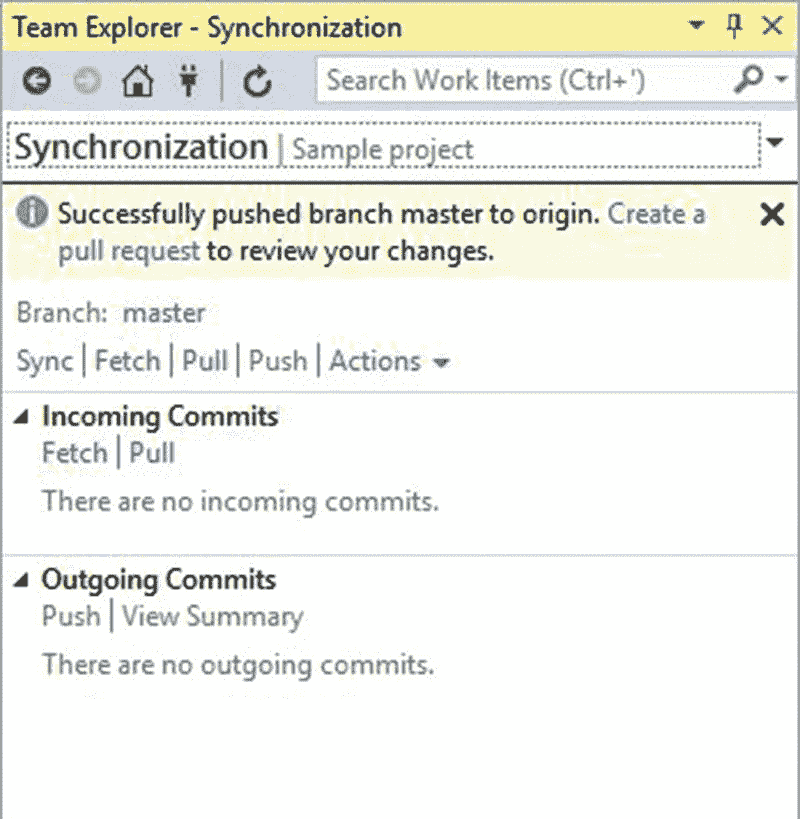 Team Explorer - Synchronization
Search Work Items (Ctrl+')
Synchronization | Sample project
Successfully pushed branch master to origin. Create a
pull request to review your changes.
Branch: master
Sync | Fetch | Pull | Push | Actions
Incoming Commits
Fetch | Pull
There are no incoming commits.
Outgoing Commits
Push | View Summary
There are no outgoing commits.